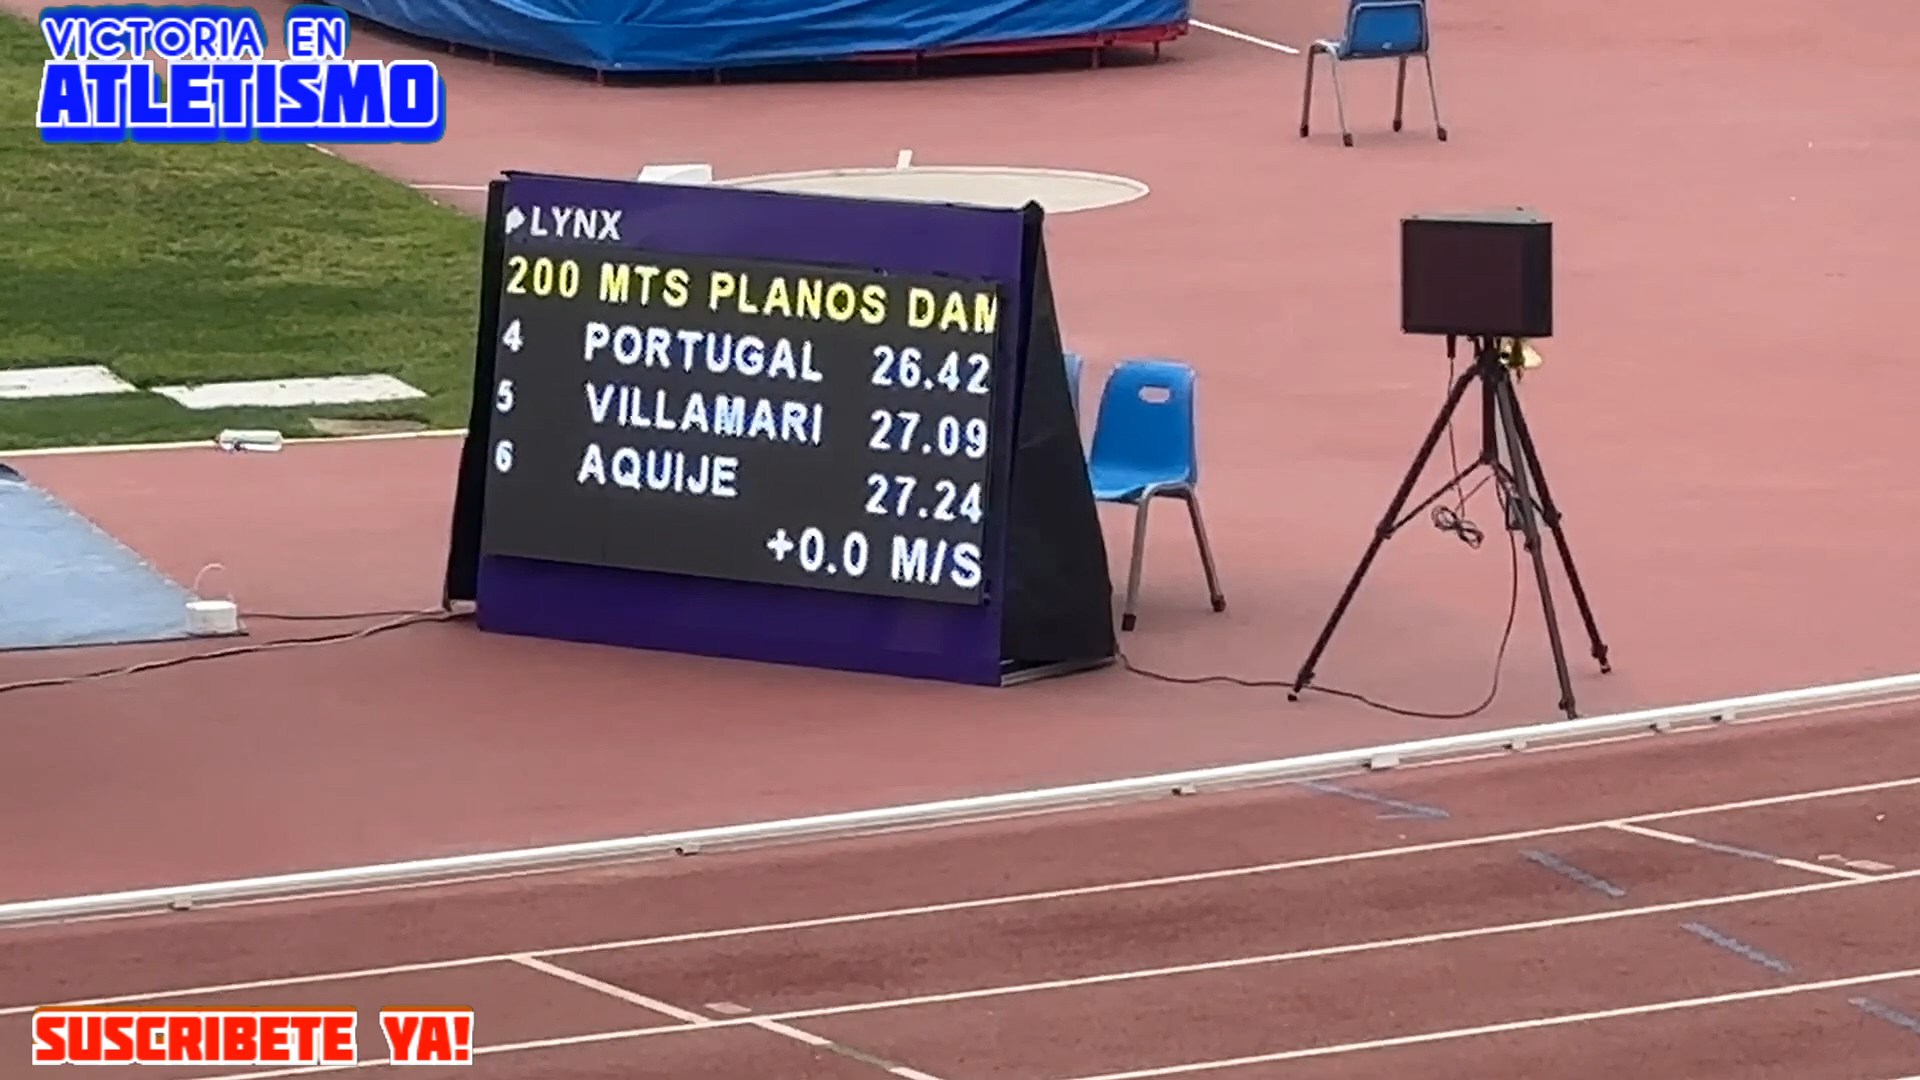 VICTORIA EN
ATLETISMO
LYNX
200 MTS PLANOS DAM
4 PORTUGAL 26.42
5 VILLAMARI 27.09
6 AQUIJE 27.24
+0.0 M/S
SUSCRIBETE YA!